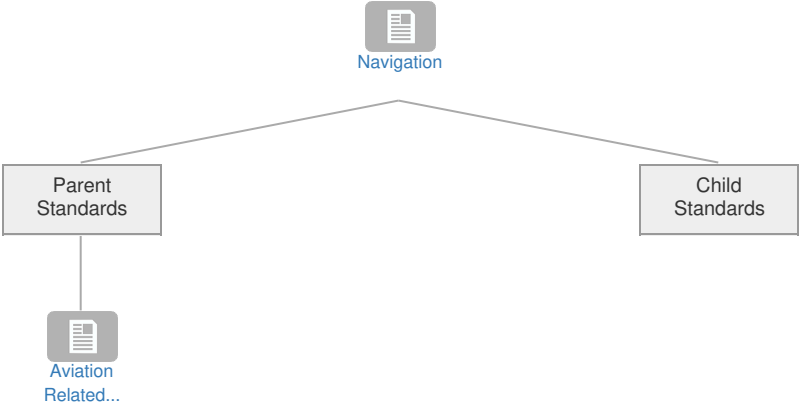 Navigation
Parent
Standards
Child
Standards
Aviation
Related...